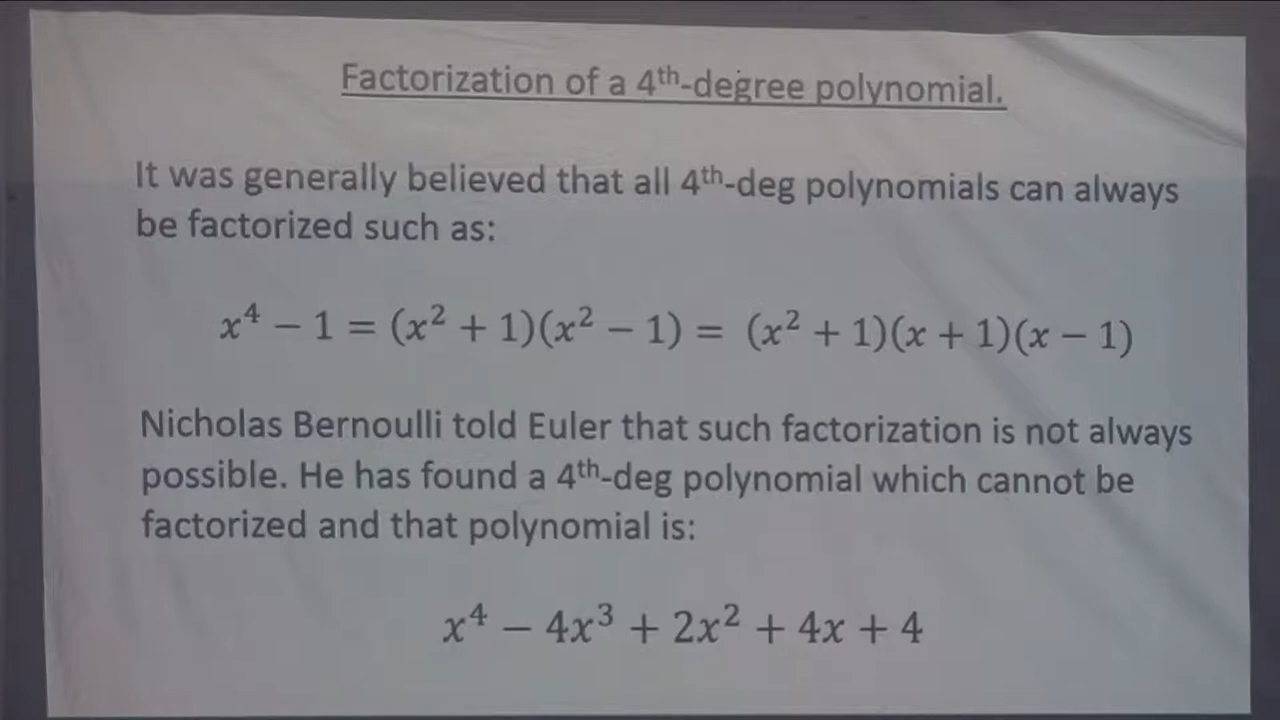 Factorization of a 4th-degree polynomial.
It was generally believed that all 4th-deg polynomials can always
be factorized such as:
x⁴ − 1 = (x² + 1)(x² − 1) = (x² + 1)(x + 1)(x − 1)
Nicholas Bernoulli told Euler that such factorization is not always
possible. He has found a 4th-deg polynomial which cannot be
factorized and that polynomial is:
x⁴ − 4x³ + 2x² + 4x + 4